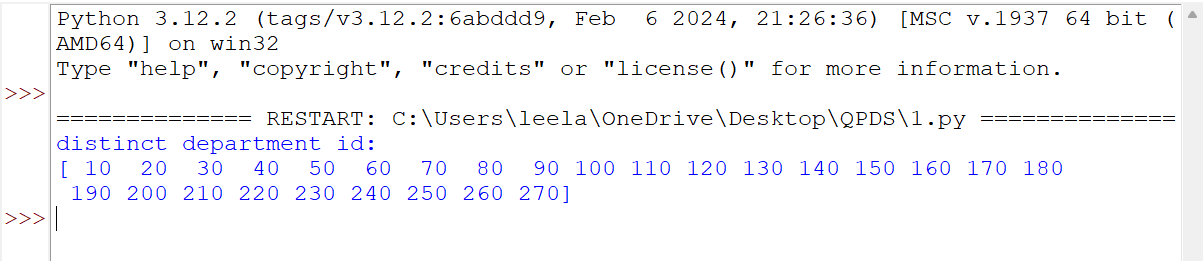 Python 3.12.2 (tags/v3.12.2:6abddd9, Feb  6 2024, 21:26:36) [MSC v.1937 64 bit (
AMD64)] on win32
Type "help", "copyright", "credits" or "license()" for more information.
>>>
============== RESTART: C:\Users\leela\OneDrive\Desktop\QPDS\1.py ==============
distinct department id:
[ 10  20  30  40  50  60  70  80  90 100 110 120 130 140 150 160 170 180
 190 200 210 220 230 240 250 260 270]
>>>